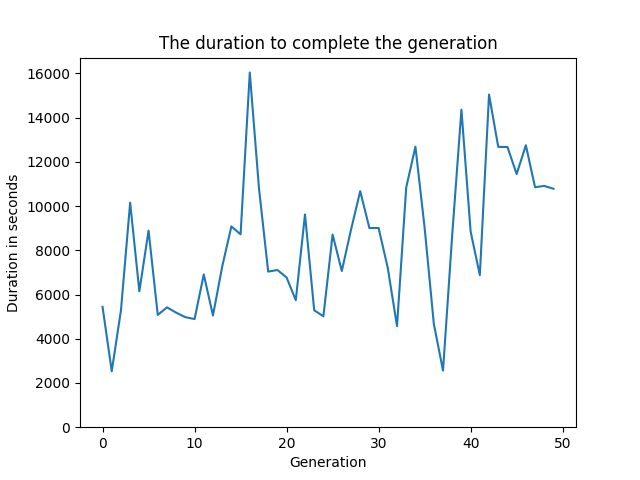 The duration to complete the generation
16000
14000
12000
10000
8000
6000
4000
2000
0
Duration in seconds
0 10 20 30 40 50
Generation